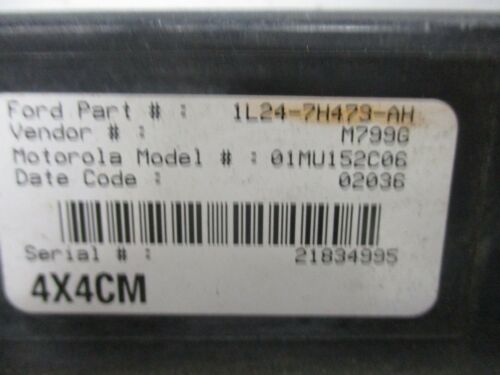 Ford Part # : 1L24-7H473-AH
Vendor # : M799G
Motorola Model # : 01MU152C06
Date Code : 02036
Serial # : 21834995
4X4CM